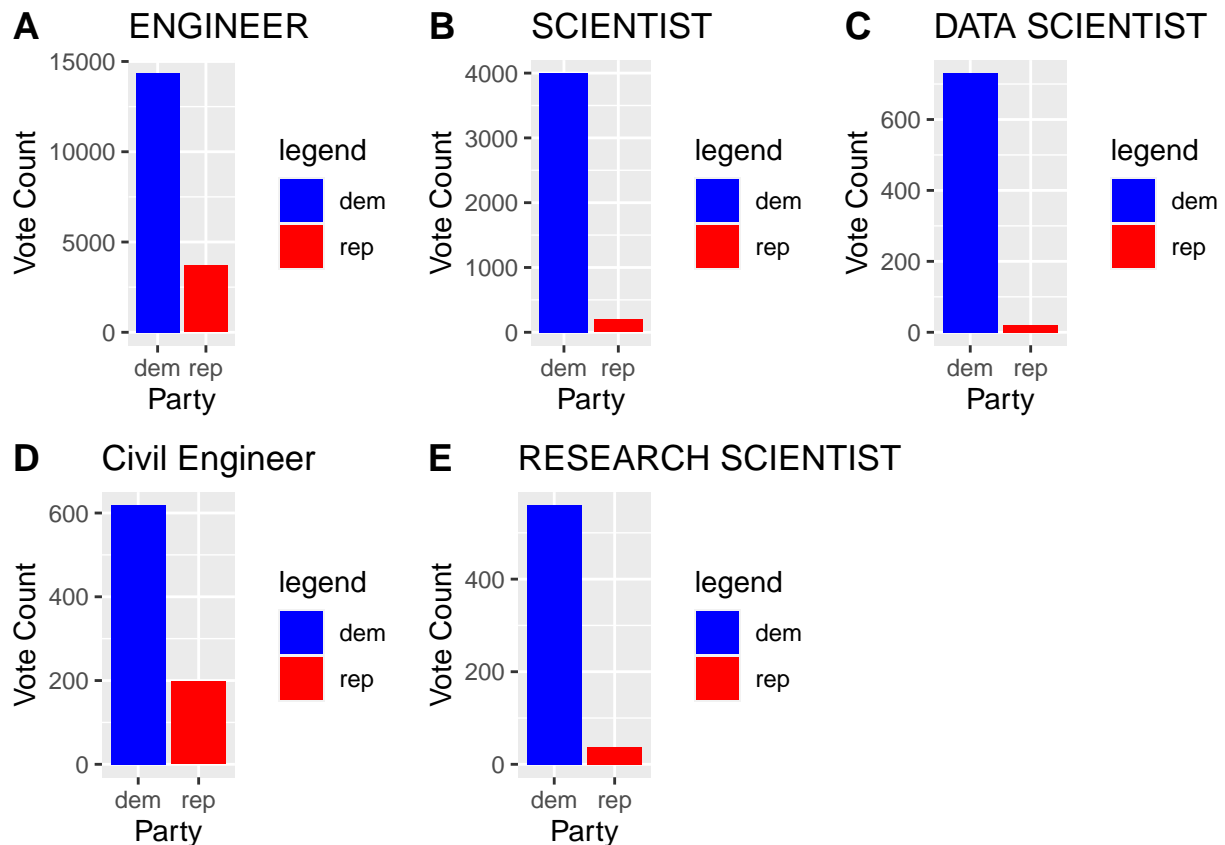 A ENGINEER
15000
10000
5000
0
Vote Count
dem rep
Party
legend
dem
rep
B SCIENTIST
4000
3000
2000
1000
0
Vote Count
dem rep
Party
legend
dem
rep
C DATA SCIENTIST
600
400
200
0
Vote Count
dem rep
Party
legend
dem
rep
D Civil Engineer
600
400
200
0
Vote Count
dem rep
Party
legend
dem
rep
E RESEARCH SCIENTIST
400
200
0
Vote Count
dem rep
Party
legend
dem
rep